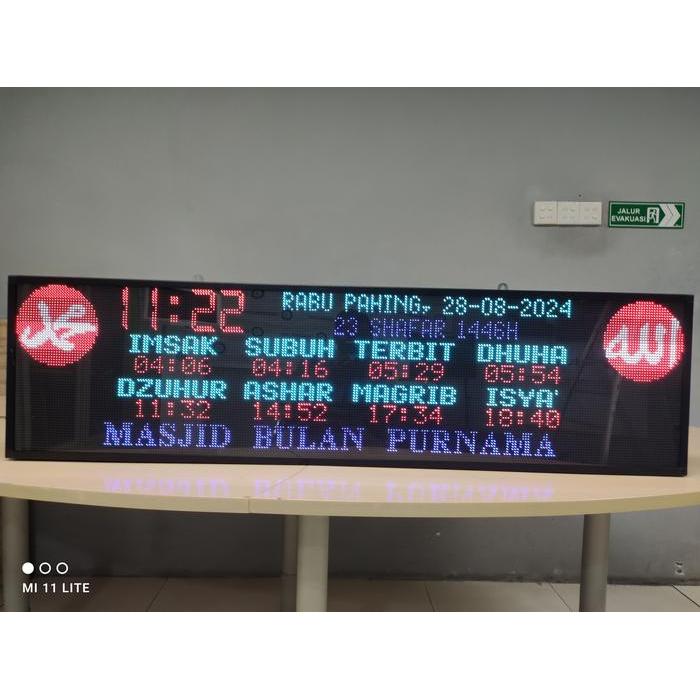 JALUR
EVAKUASI
محمد
11:22
RABU PAHING, 28-08-2024
الله
23 SHAFAR 1446H
IMSAK SUBUH TERBIT DHUHA
04:06 04:16 05:29 05:54
DZUHUR ASHAR MAGRIB ISYA'
11:32 14:52 17:34 18:40
MASJID BULAN PURNAMA
MI 11 LITE